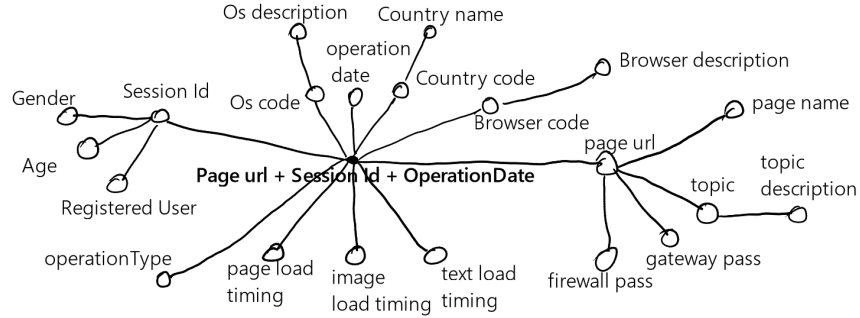 Os description
Country name
operation
date
Browser description
Country code
Gender
Session Id
Os code
Browser code
page name
page url
Age
Page url + Session Id + OperationDate
topic
topic
description
Registered User
operationType
page load
timing
image
load timing
text load
timing
firewall pass
gateway pass